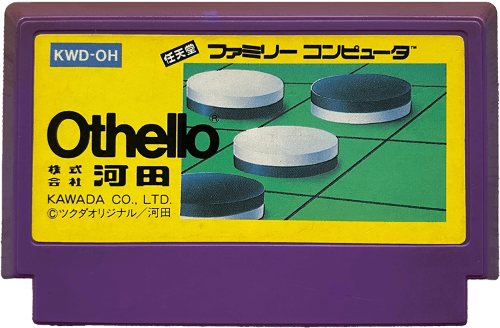 KWD-OH
任天堂 ファミリー コンピュータ™
Othello®
株式会社 河田
KAWADA CO., LTD.
©ツクダオリジナル/河田